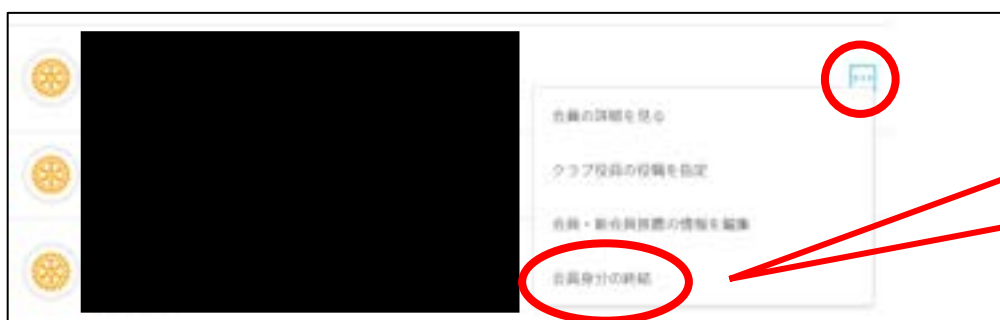 会員の詳細を見る
クラブ役員の役職を指定
会員・新会員推薦の情報を編集
会員身分の終結